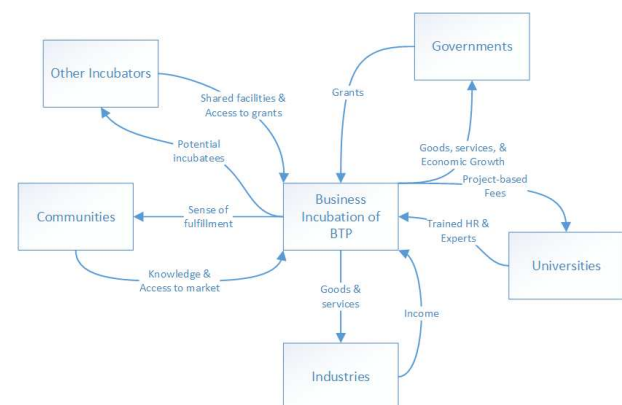 Governments
Other Incubators
Shared facilities &
Access to grants
Grants
Potential
incubatees
Goods, services, &
Economic Growth
Project-based
Fees
Business
Incubation of
BTP
Communities
Sense of
fulfillment
Trained HR &
Experts
Universities
Knowledge &
Access to market
Goods &
services
Income
Industries